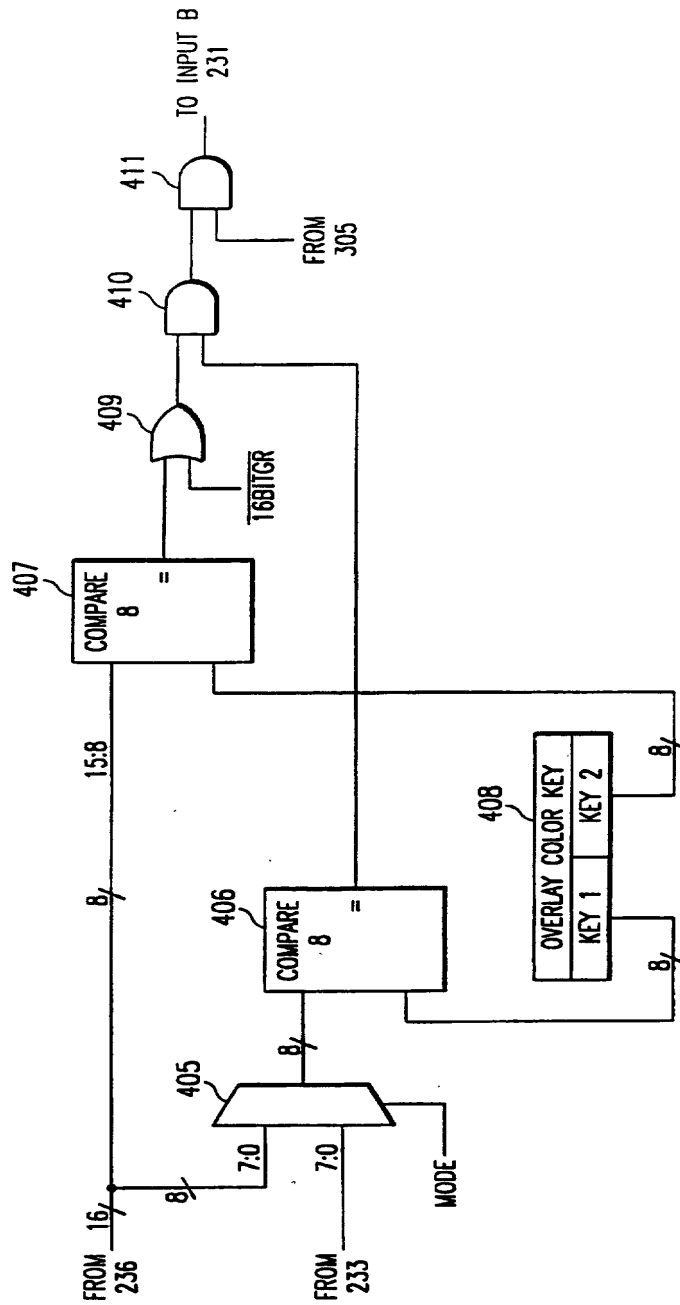 FROM
236
16
8
15:8
8
7:0
FROM
233
7:0
MODE
405
8
406
COMPARE
8
=
407
COMPARE
8
=
408
OVERLAY COLOR KEY
KEY 1
KEY 2
8
8
409
16BITGR
410
411
FROM
305
TO INPUT B
231